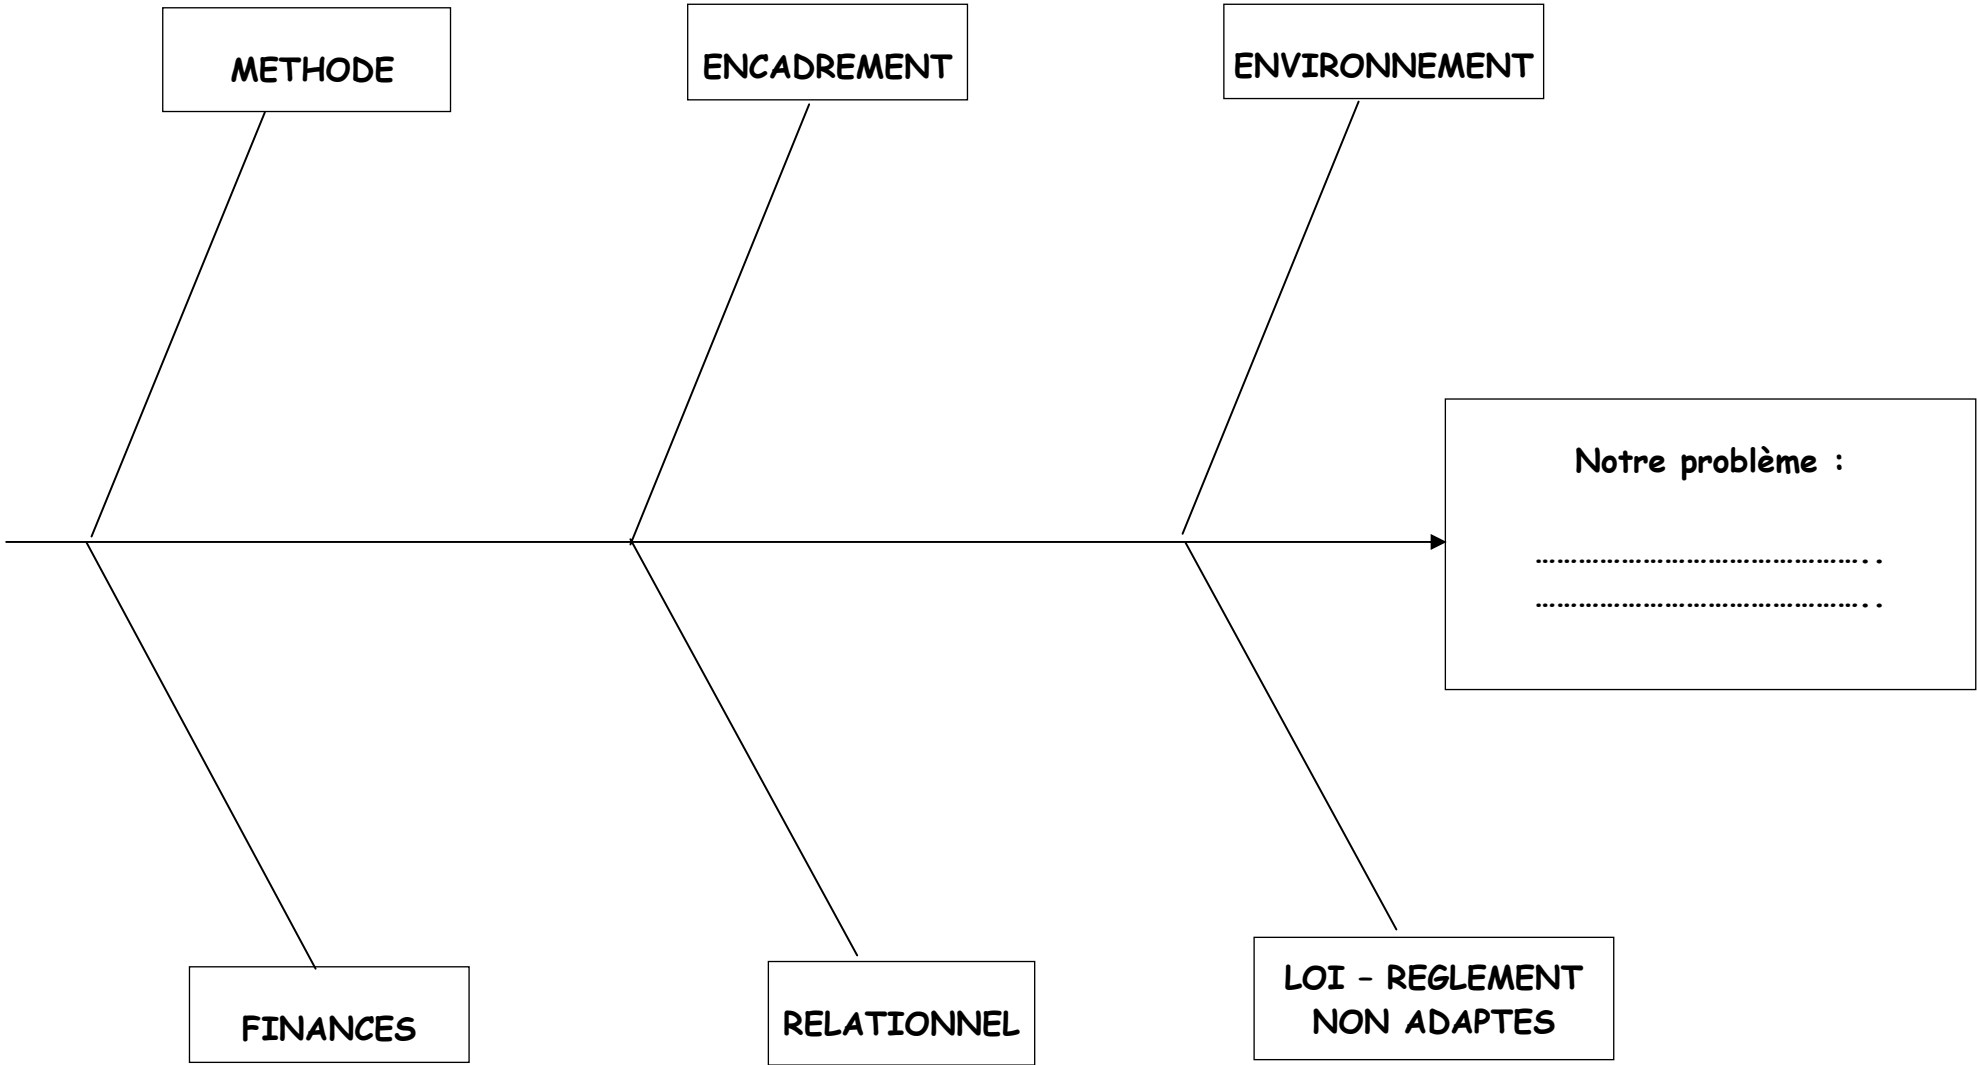 METHODE
ENCADREMENT
ENVIRONNEMENT
Notre problème :
………………………………………..
………………………………………..
FINANCES
RELATIONNEL
LOI – REGLEMENT
NON ADAPTES